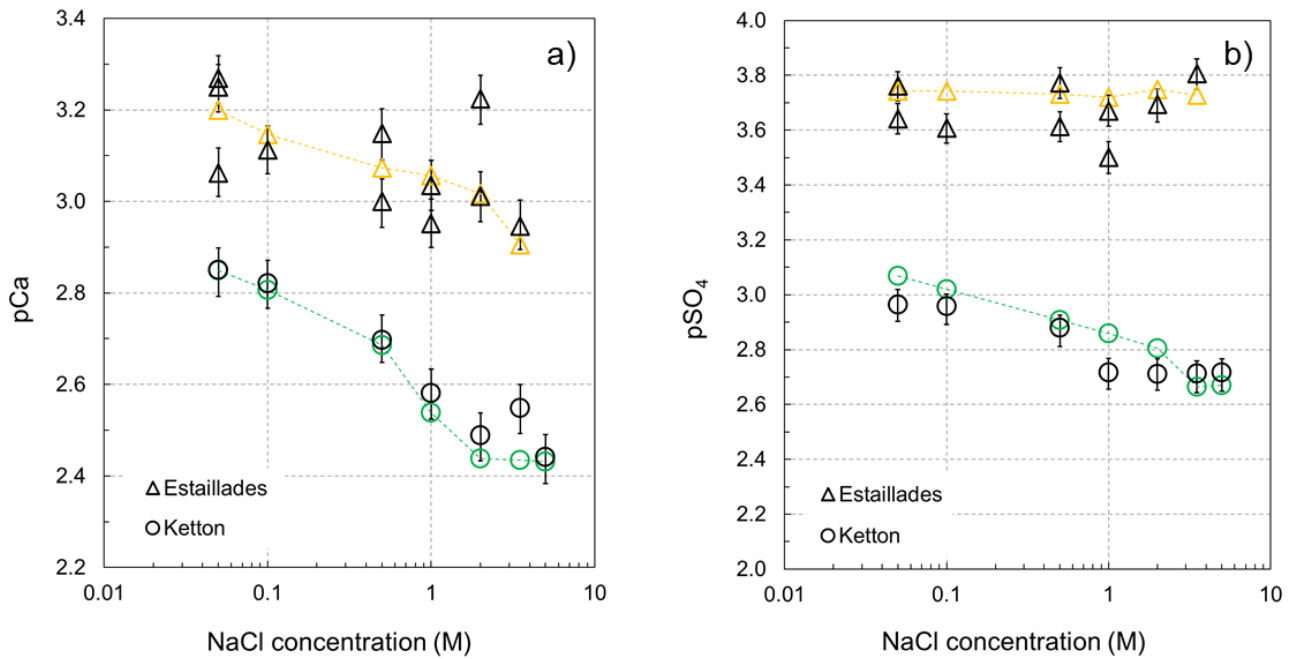 a)
3.4
3.2
3.0
2.8
2.6
2.4
2.2
pCa
Estaillades
Ketton
0.01 0.1 1 10
NaCl concentration (M)
b)
4.0
3.8
3.6
3.4
3.2
3.0
2.8
2.6
2.4
2.2
2.0
pSO₄
Estaillades
Ketton
0.01 0.1 1 10
NaCl concentration (M)